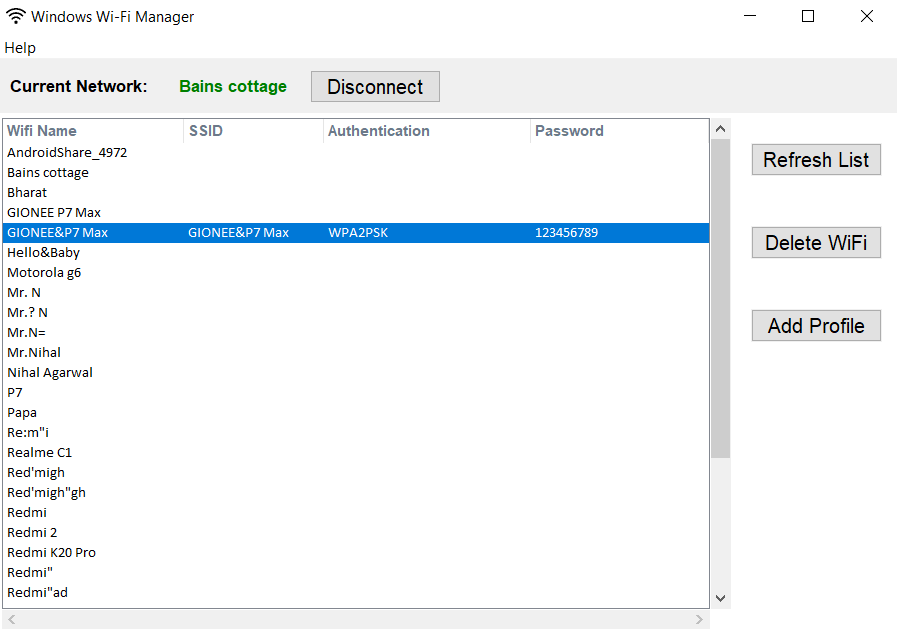 Windows Wi-Fi Manager
Help
Current Network: Bains cottage Disconnect
Wifi Name SSID Authentication Password
AndroidShare_4972
Refresh List
Bains cottage
Bharat
GIONEE P7 Max
GIONEE&P7 Max GIONEE&P7 Max WPA2PSK 123456789
Delete WiFi
Hello&Baby
Motorola g6
Mr. N
Mr.? N
Add Profile
Mr.N=
Mr.Nihal
Nihal Agarwal
P7
Papa
Re:m"i
Realme C1
Red'migh
Red'migh"gh
Redmi
Redmi 2
Redmi K20 Pro
Redmi"
Redmi"ad